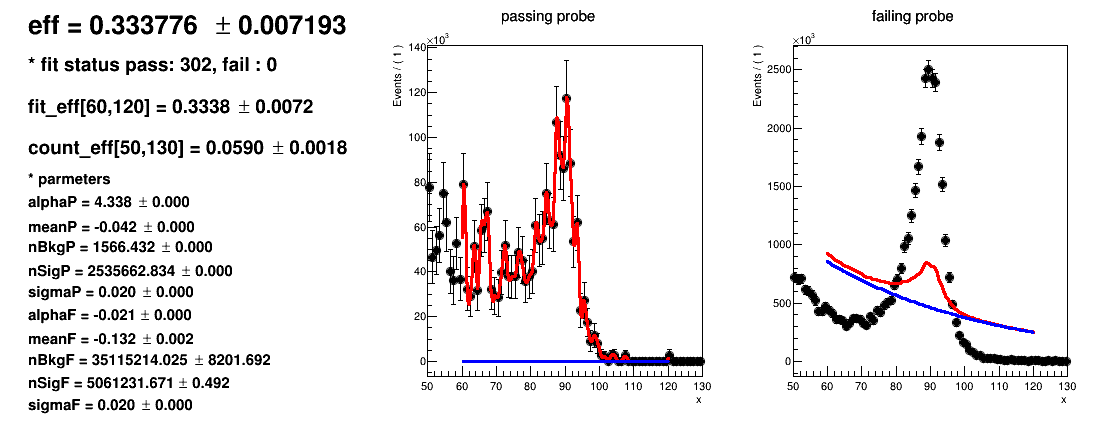 eff = 0.333776 ± 0.007193
* fit status pass: 302, fail : 0
fit_eff[60,120] = 0.3338 ± 0.0072
count_eff[50,130] = 0.0590 ± 0.0018
* parmeters
alphaP = 4.338 ± 0.000
meanP = -0.042 ± 0.000
nBkgP = 1566.432 ± 0.000
nSigP = 2535662.834 ± 0.000
sigmaP = 0.020 ± 0.000
alphaF = -0.021 ± 0.000
meanF = -0.132 ± 0.002
nBkgF = 35115214.025 ± 8201.692
nSigF = 5061231.671 ± 0.492
sigmaF = 0.020 ± 0.000
passing probe
×10³
Events / ( 1 )
140
120
100
80
60
40
20
0
50 60 70 80 90 100 110 120 130
x
failing probe
×10³
Events / ( 1 )
2500
2000
1500
1000
500
0
50 60 70 80 90 100 110 120 130
x